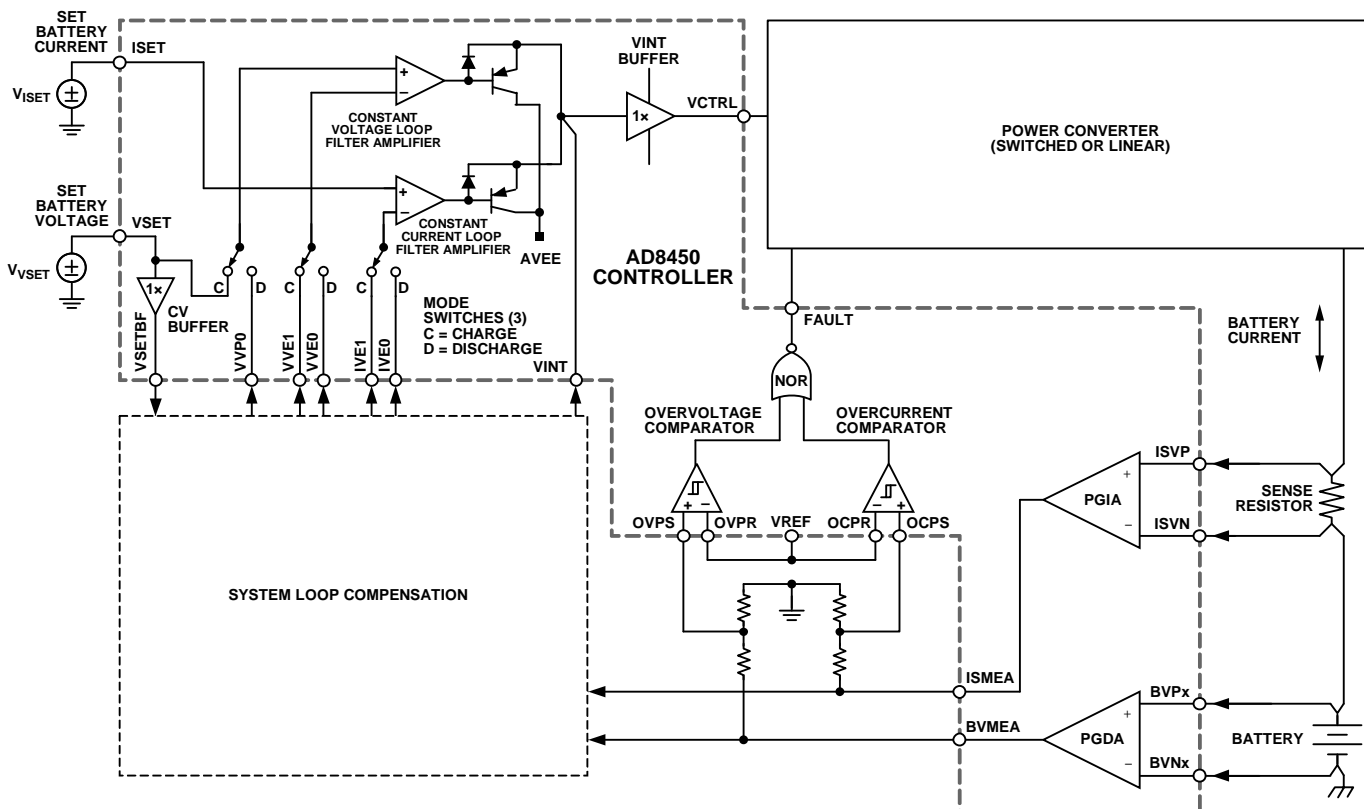 SET
BATTERY
CURRENT
ISET
VISET
±
SET
BATTERY
VOLTAGE
VSET
VVSET
±
1×
CV
BUFFER
VSETBF
+
−
CONSTANT
VOLTAGE LOOP
FILTER AMPLIFIER
+
−
CONSTANT
CURRENT LOOP
FILTER AMPLIFIER
AVEE
VINT
BUFFER
1×
VCTRL
POWER CONVERTER
(SWITCHED OR LINEAR)
AD8450
CONTROLLER
C D
C D
C D
MODE
SWITCHES (3)
C = CHARGE
D = DISCHARGE
VVP0
VVE1
VVE0
IVE1
IVE0
VINT
FAULT
NOR
BATTERY
CURRENT
OVERVOLTAGE
COMPARATOR
OVERCURRENT
COMPARATOR
+ −
− +
OVPS
OVPR
VREF
OCPR
OCPS
ISVP
+
PGIA
−
ISVN
SENSE
RESISTOR
SYSTEM LOOP COMPENSATION
ISMEA
BVMEA
BVPx
+
PGDA
−
BVNx
BATTERY